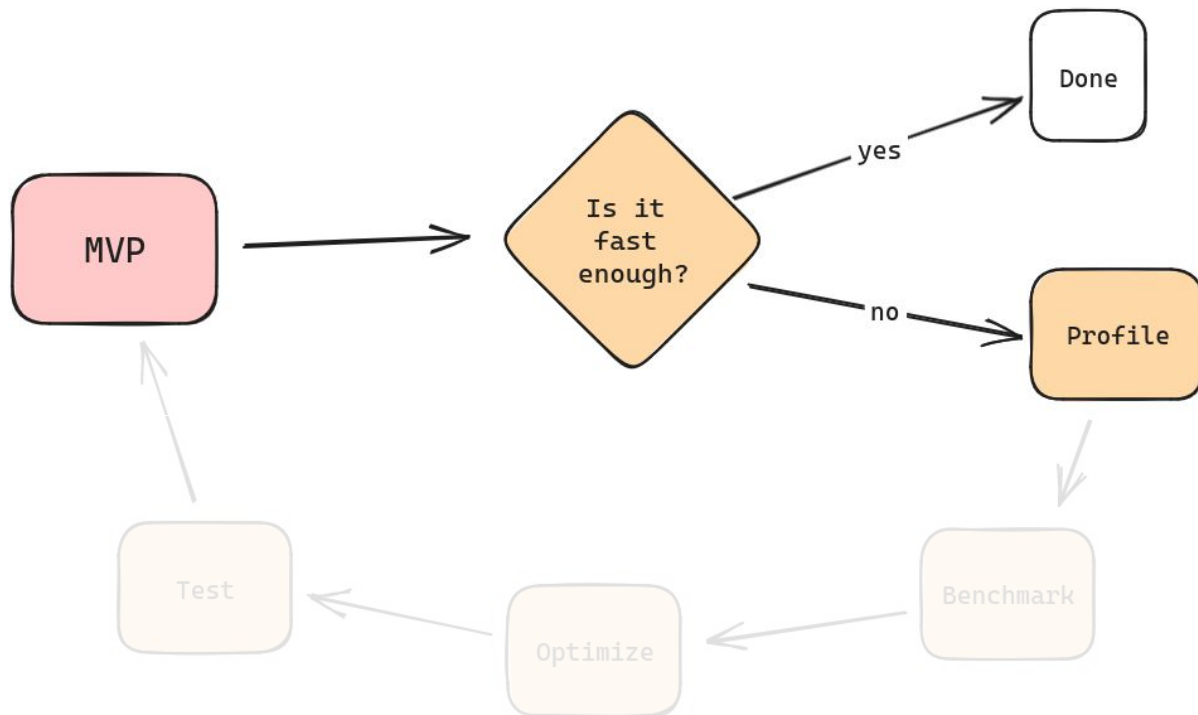 Done
yes
MVP
Is it
fast
enough?
no
Profile
Test
Benchmark
Optimize